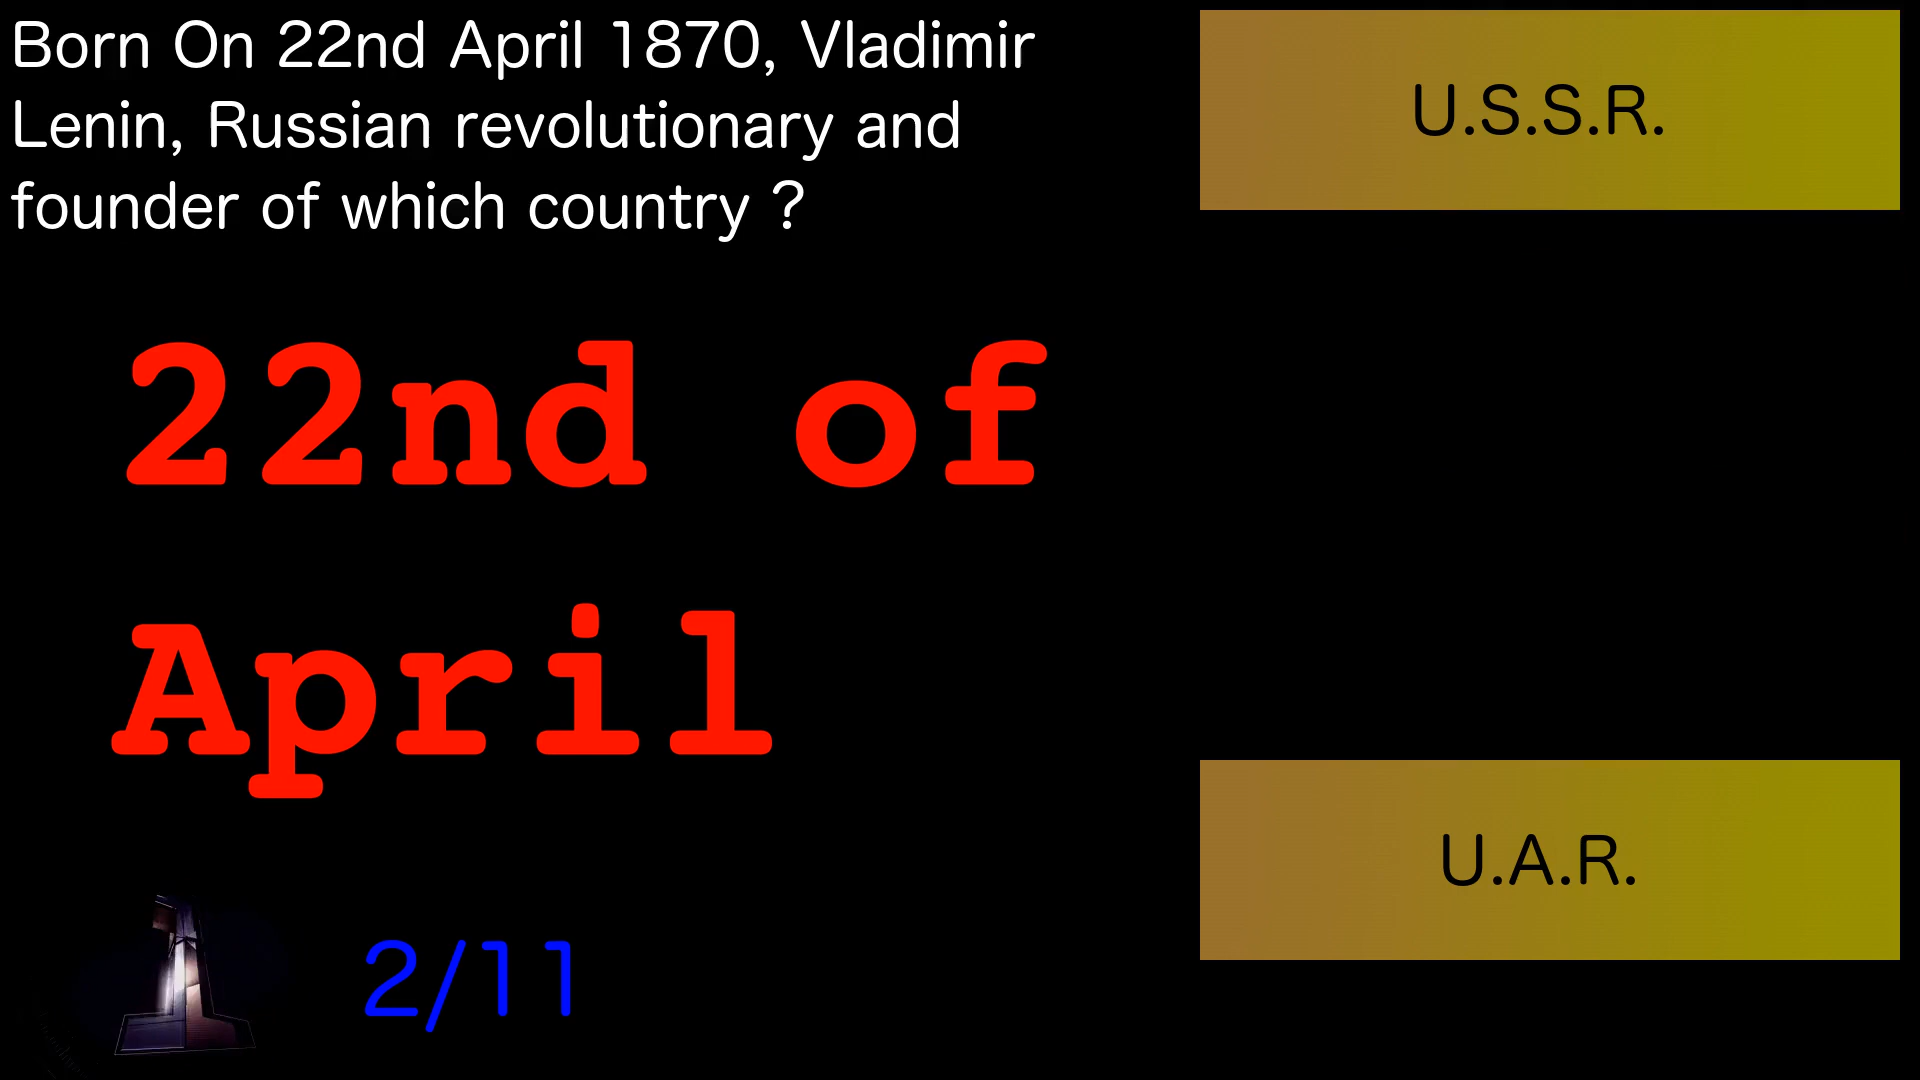 Born On 22nd April 1870, Vladimir
Lenin, Russian revolutionary and
founder of which country ?
U.S.S.R.
22nd of
April
U.A.R.
2/11